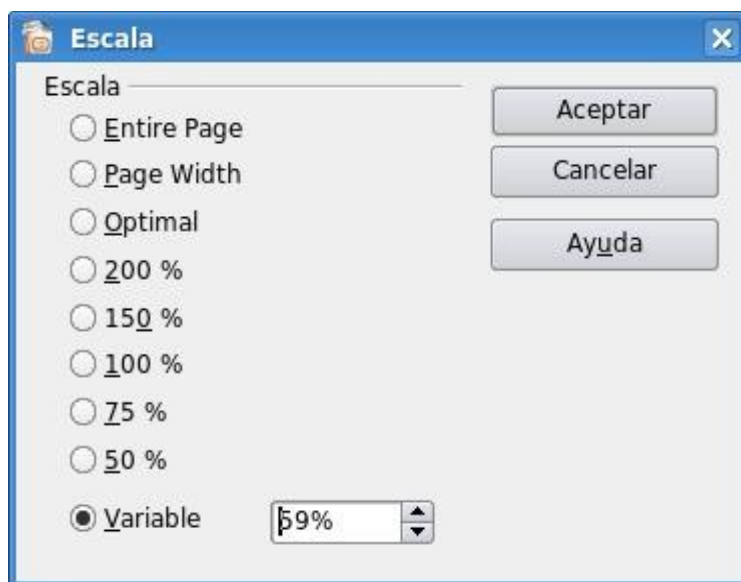 Escala
Escala
Entire Page
Page Width
Optimal
200 %
150 %
100 %
75 %
50 %
Variable
59%
Aceptar
Cancelar
Ayuda